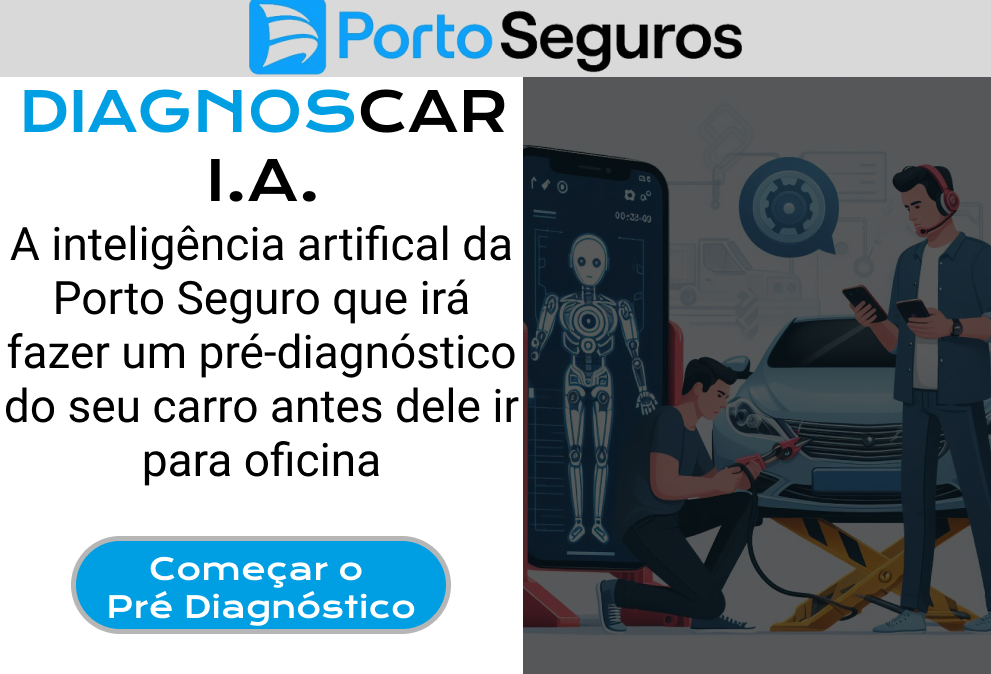 Porto Seguros
DIAGNOSCAR
I.A.
A inteligência artifical da
Porto Seguro que irá
fazer um pré-diagnóstico
do seu carro antes dele ir
para oficina
Começar o
Pré Diagnóstico